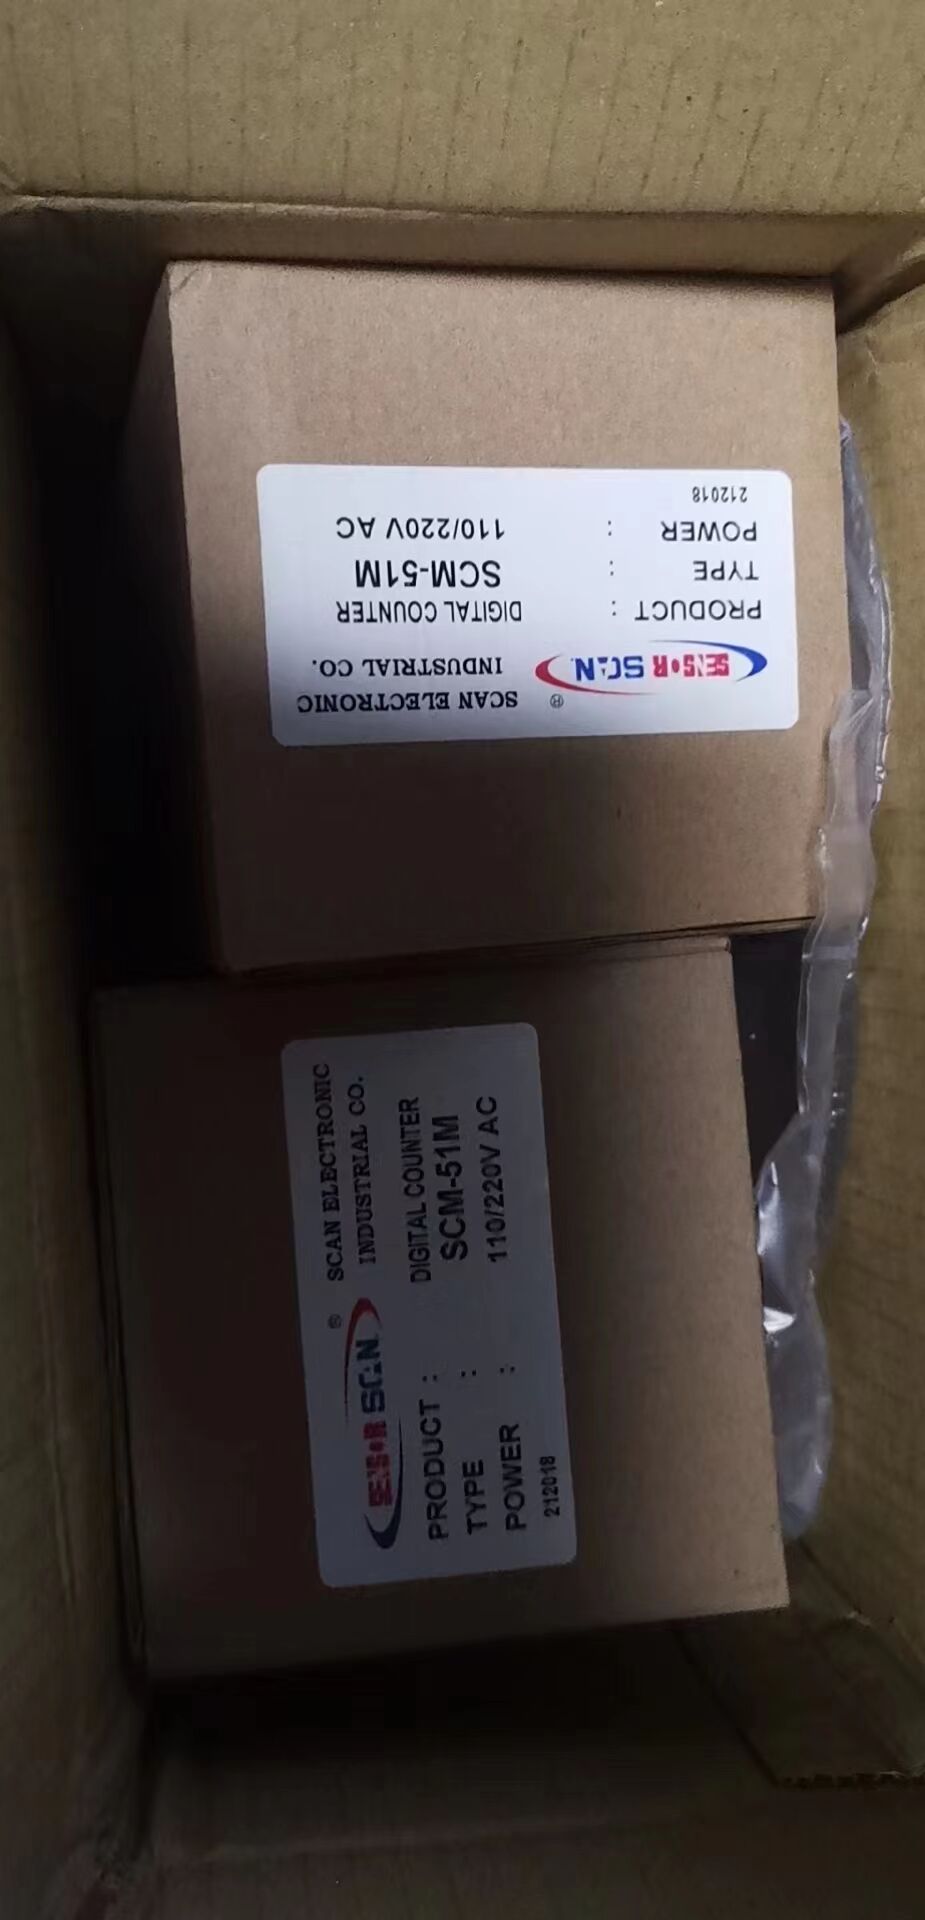 SENSOR SCAN ® SCAN ELECTRONIC
INDUSTRIAL CO.
PRODUCT : DIGITAL COUNTER
TYPE : SCM-51M
POWER : 110/220V AC
212018
SENSOR SCAN ® SCAN ELECTRONIC
INDUSTRIAL CO.
PRODUCT : DIGITAL COUNTER
TYPE : SCM-51M
POWER : 110/220V AC
212018